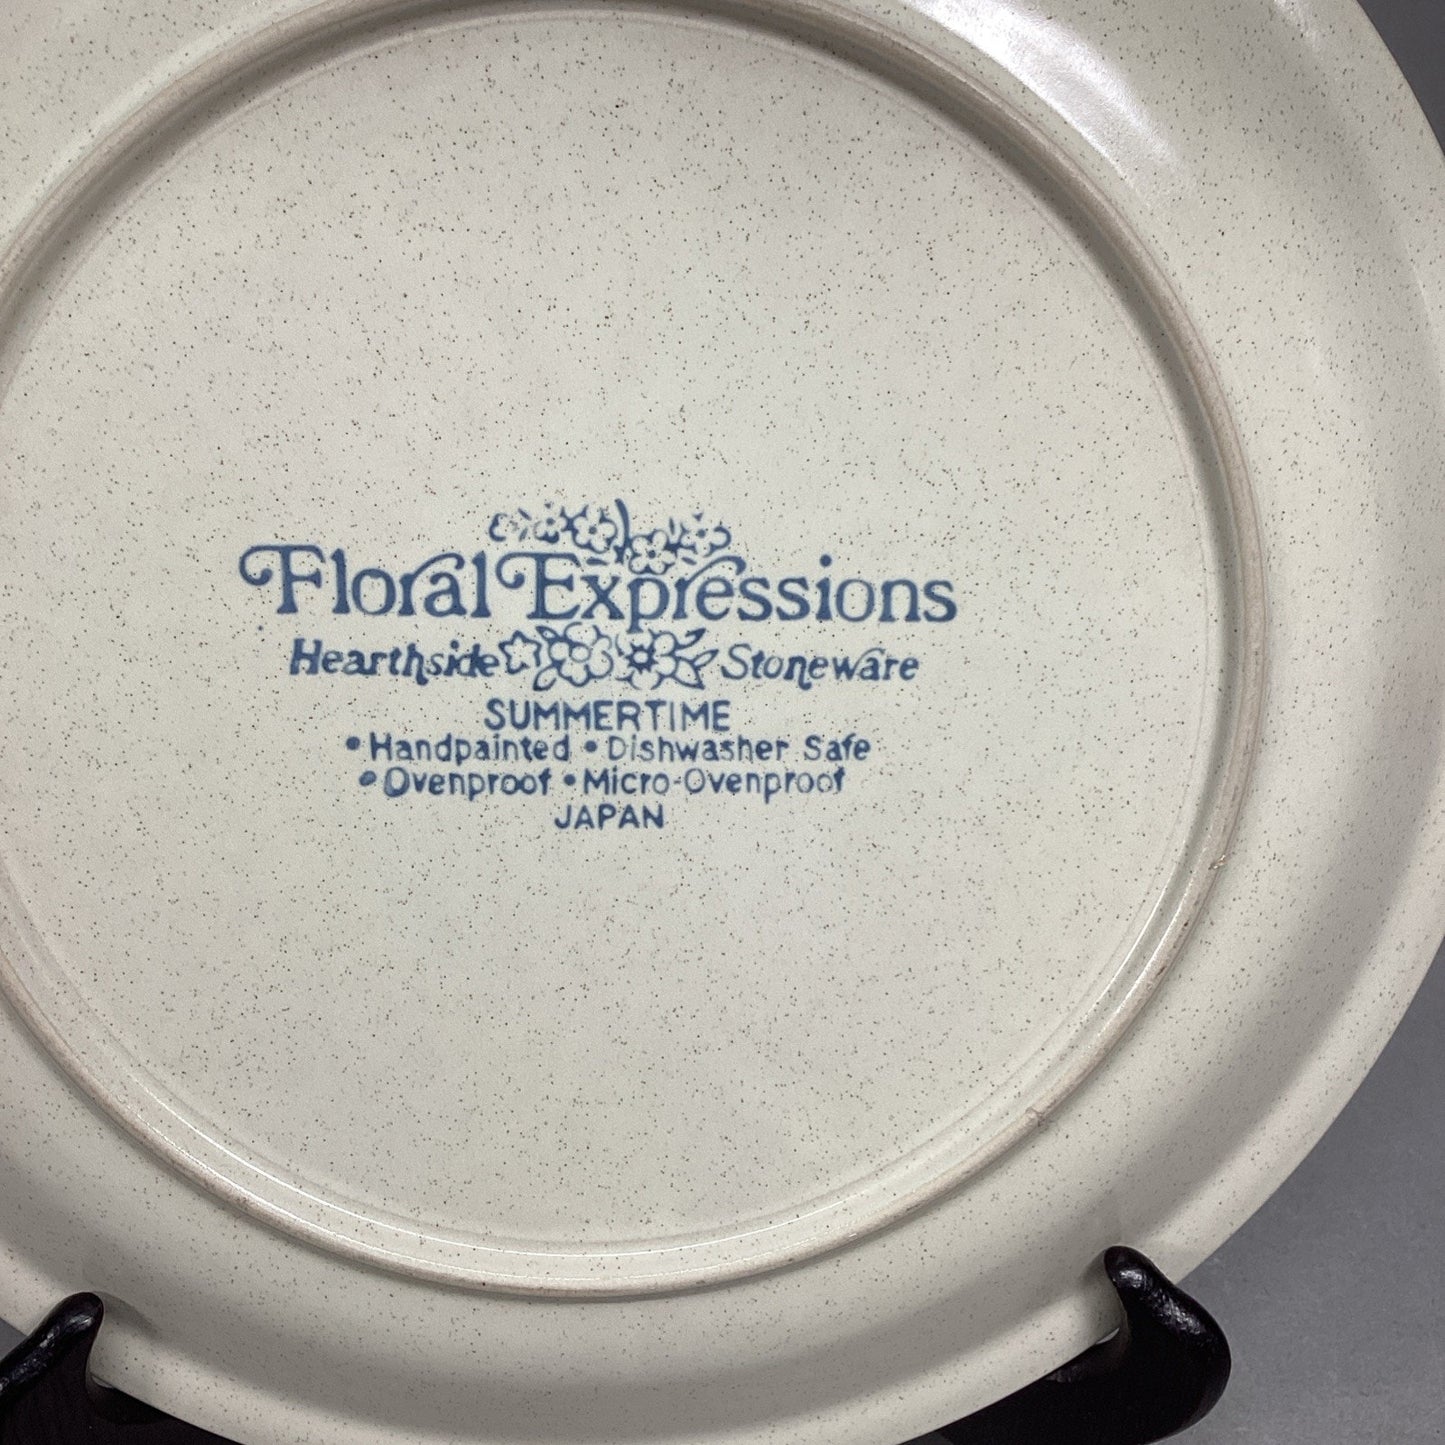 Floral Expressions
Hearthside Stoneware
SUMMERTIME
• Handpainted • Dishwasher Safe
• Ovenproof • Micro-Ovenproof
JAPAN